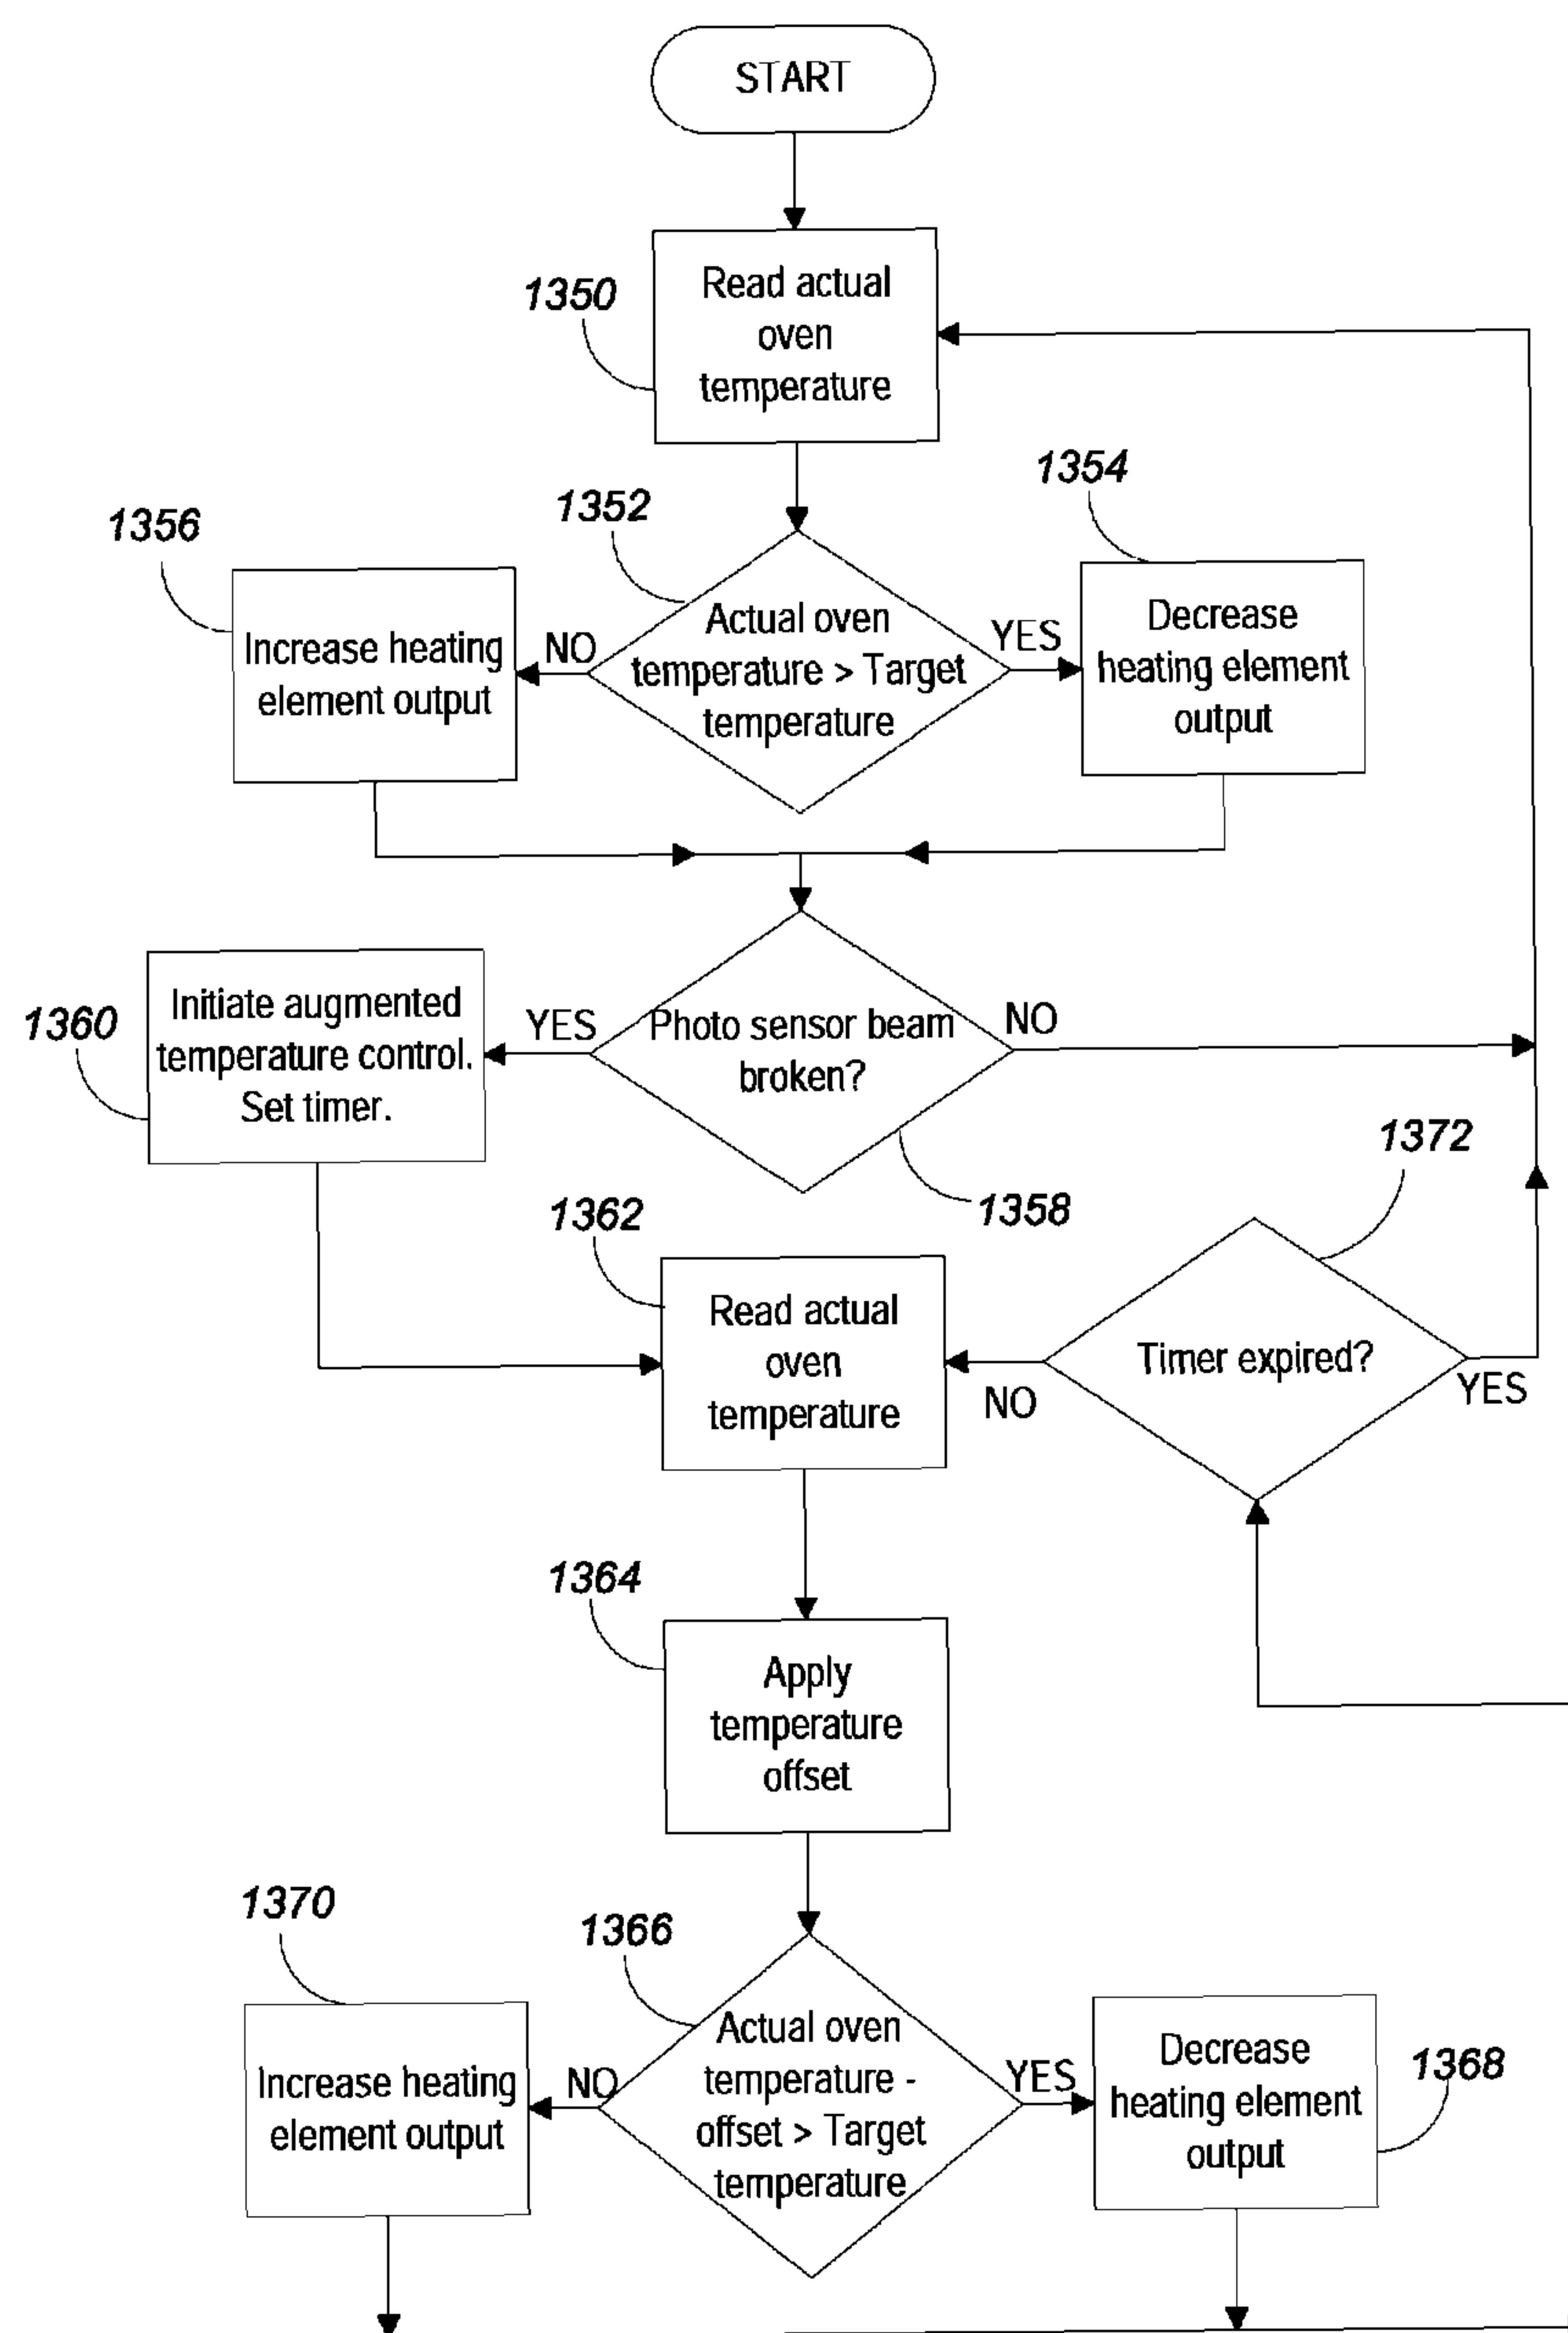 START
1350
Read actual
oven
temperature
1354
1352
1356
Actual oven
temperature > Target
temperature
NO
YES
Increase heating
element output
Decrease
heating element
output
1360
Initiate augmented
temperature control.
Set timer.
YES
Photo sensor beam
broken?
NO
1358
1372
1362
Read actual
oven
temperature
NO
Timer expired?
YES
1364
Apply
temperature
offset
1370
1366
Increase heating
element output
NO
Actual oven
temperature -
offset > Target
temperature
YES
Decrease
heating element
output
1368